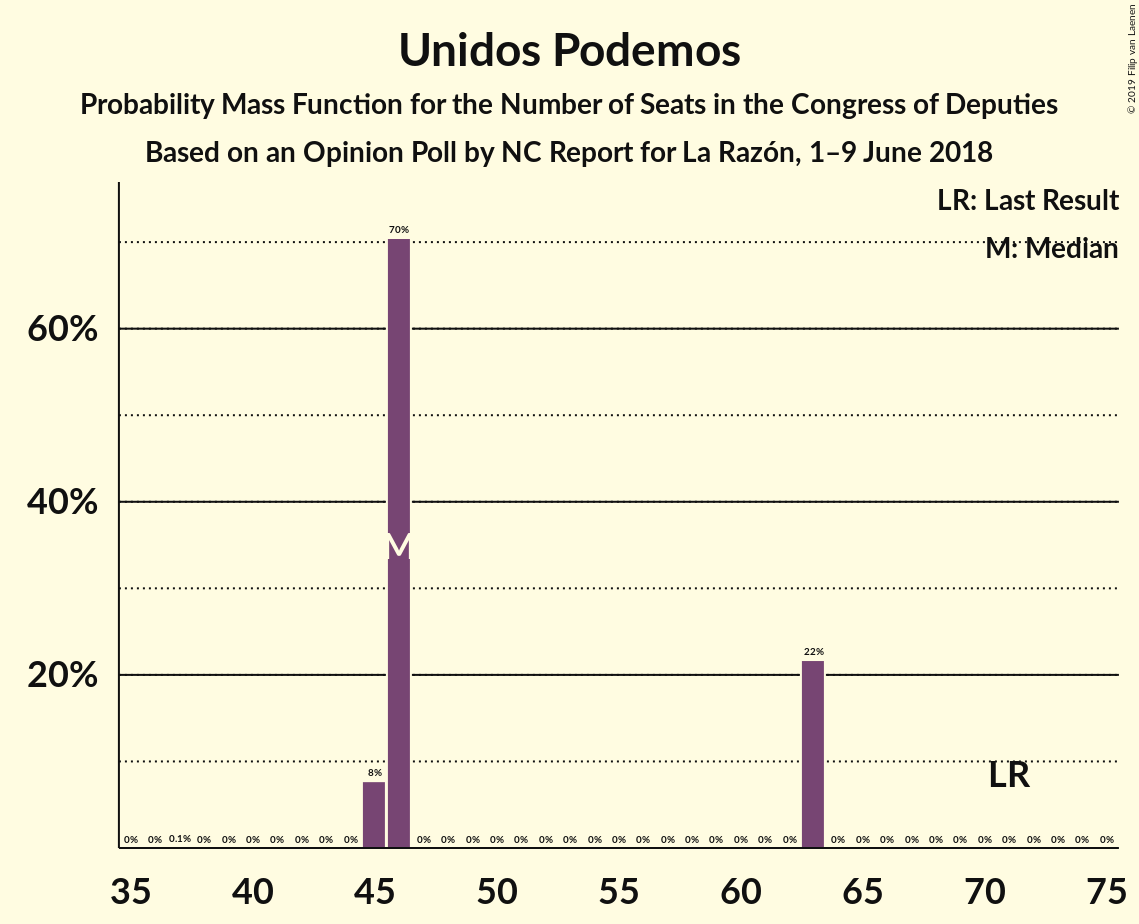 Unidos Podemos
Probability Mass Function for the Number of Seats in the Congress of Deputies
Based on an Opinion Poll by NC Report for La Razón, 1–9 June 2018
© 2019 Filip van Laenen
LR: Last Result
M: Median
70%
60%
40%
M
22%
20%
8%
LR
0% 0% 0.1% 0% 0% 0% 0% 0% 0% 0% 0% 0% 0% 0% 0% 0% 0% 0% 0% 0% 0% 0% 0% 0% 0% 0% 0% 0% 0% 0% 0% 0% 0% 0% 0% 0% 0% 0%
35 40 45 50 55 60 65 70 75